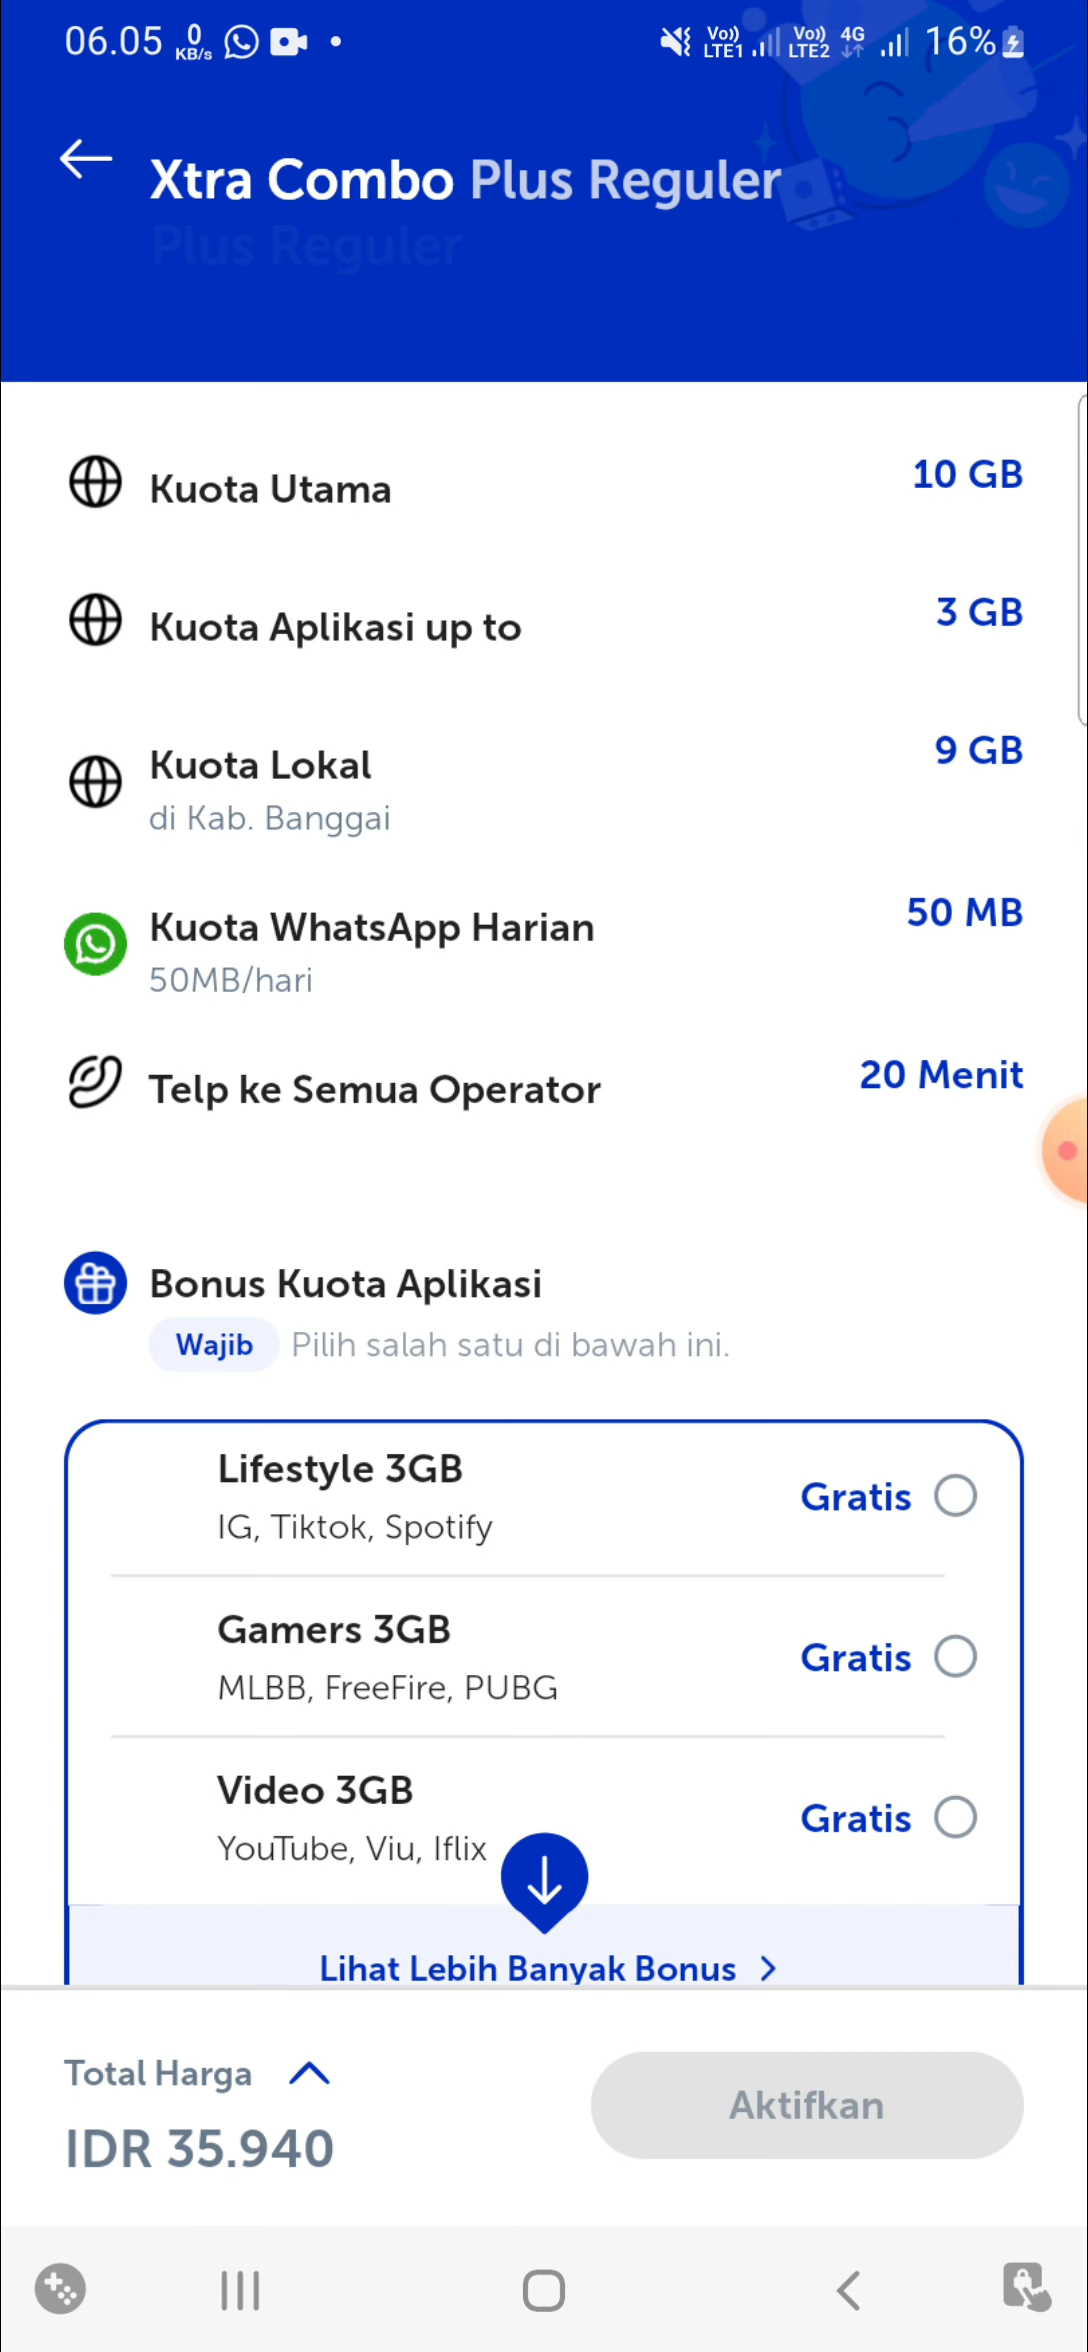 06.05 0 KB/s Vo)) LTE1 Vo)) LTE2 4G 16%
Xtra Combo Plus Reguler
Plus Reguler
Kuota Utama 10 GB
Kuota Aplikasi up to 3 GB
Kuota Lokal 9 GB
di Kab. Banggai
Kuota WhatsApp Harian 50 MB
50MB/hari
Telp ke Semua Operator 20 Menit
Bonus Kuota Aplikasi
Wajib Pilih salah satu di bawah ini.
Lifestyle 3GB
Gratis
IG, Tiktok, Spotify
Gamers 3GB
Gratis
MLBB, FreeFire, PUBG
Video 3GB
Gratis
YouTube, Viu, Iflix
Lihat Lebih Banyak Bonus
Total Harga
Aktifkan
IDR 35.940